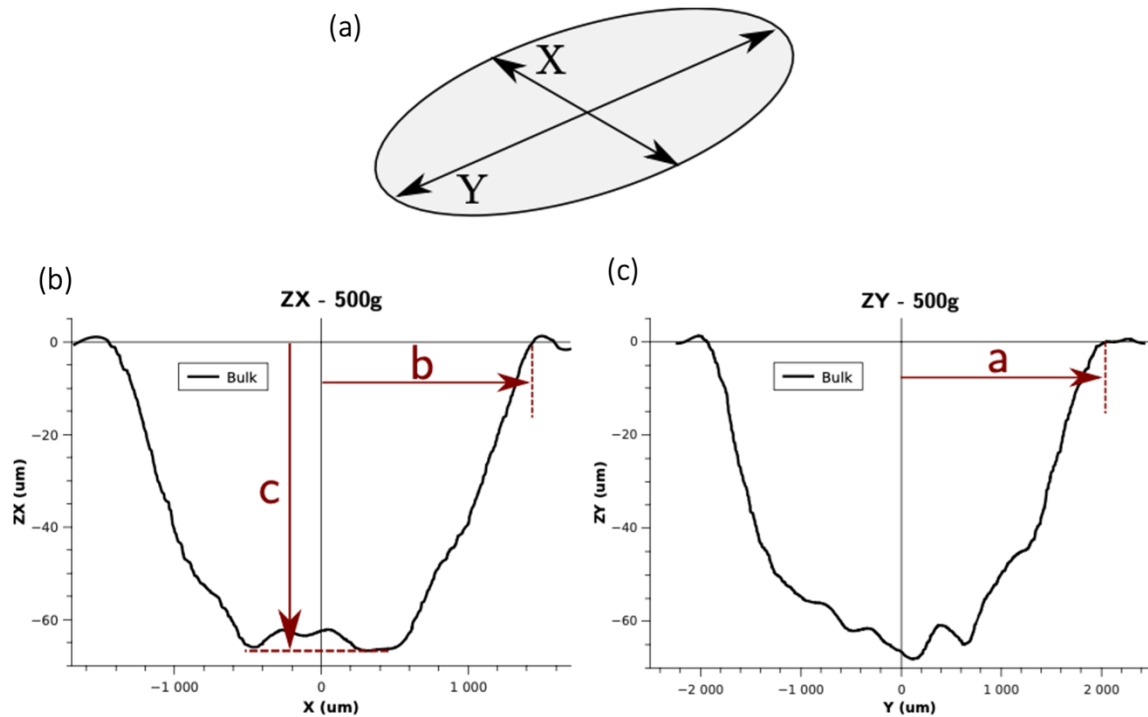 (a)
X
Y
(b)
ZX - 500g
0
−20
−40
−60
ZX (um)
Bulk
b
c
−1 000
0
1 000
X (um)
(c)
ZY - 500g
0
−20
−40
−60
ZY (um)
Bulk
a
−2 000
−1 000
0
1 000
2 000
Y (um)